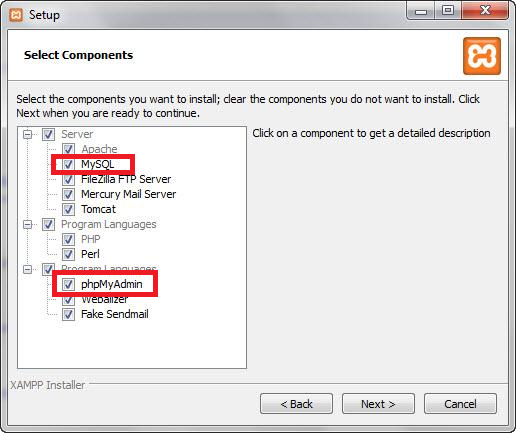 Setup
Select Components
Select the components you want to install; clear the components you do not want to install. Click
Next when you are ready to continue.
Server
Apache
MySQL
FileZilla FTP Server
Mercury Mail Server
Tomcat
Program Languages
PHP
Perl
Program Languages
phpMyAdmin
Webalizer
Fake Sendmail
Click on a component to get a detailed description
XAMPP Installer
< Back
Next >
Cancel